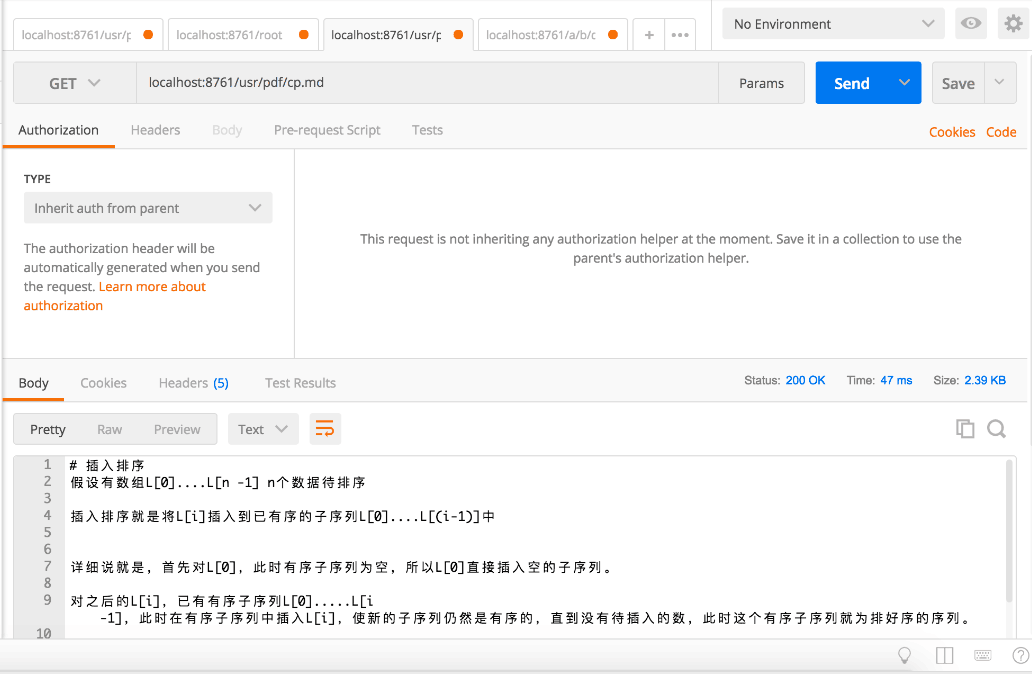 localhost:8761/usr/p
localhost:8761/root
localhost:8761/usr/p
localhost:8761/a/b/c
No Environment
GET
localhost:8761/usr/pdf/cp.md
Params
Send
Save
Authorization
Headers
Body
Pre-request Script
Tests
Cookies
Code
TYPE
Inherit auth from parent
The authorization header will be
automatically generated when you send
the request. Learn more about
authorization
This request is not inheriting any authorization helper at the moment. Save it in a collection to use the
parent's authorization helper.
Body
Cookies
Headers (5)
Test Results
Status: 200 OK
Time: 47 ms
Size: 2.39 KB
Pretty
Raw
Preview
Text
1 # 插入排序
2 假设有数组L[0]....L[n -1] n个数据待排序
3
4 插入排序就是将L[i]插入到已有序的子序列L[0]....L[(i-1)]中
5
6
7 详细说就是，首先对L[0]，此时有序子序列为空，所以L[0]直接插入空的子序列。
8
9 对之后的L[i]，已有有序子序列L[0].....L[i
-1]，此时在有序子序列中插入L[i]，使新的子序列仍然是有序的，直到没有待插入的数，此时这个有序子序列就为排好序的序列。
10